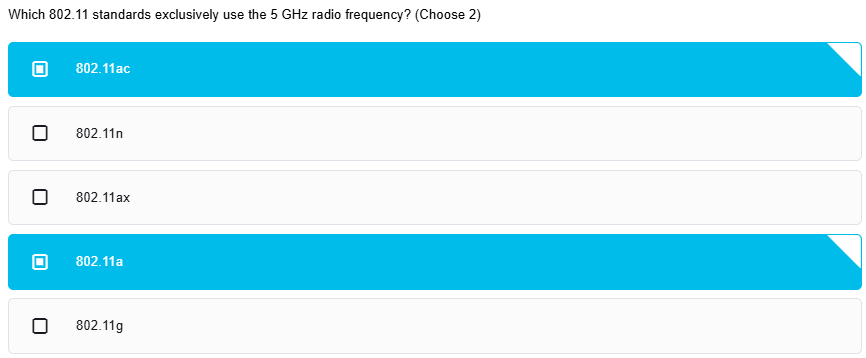 Which 802.11 standards exclusively use the 5 GHz radio frequency? (Choose 2)
802.11ac
802.11n
802.11ax
802.11a
802.11g